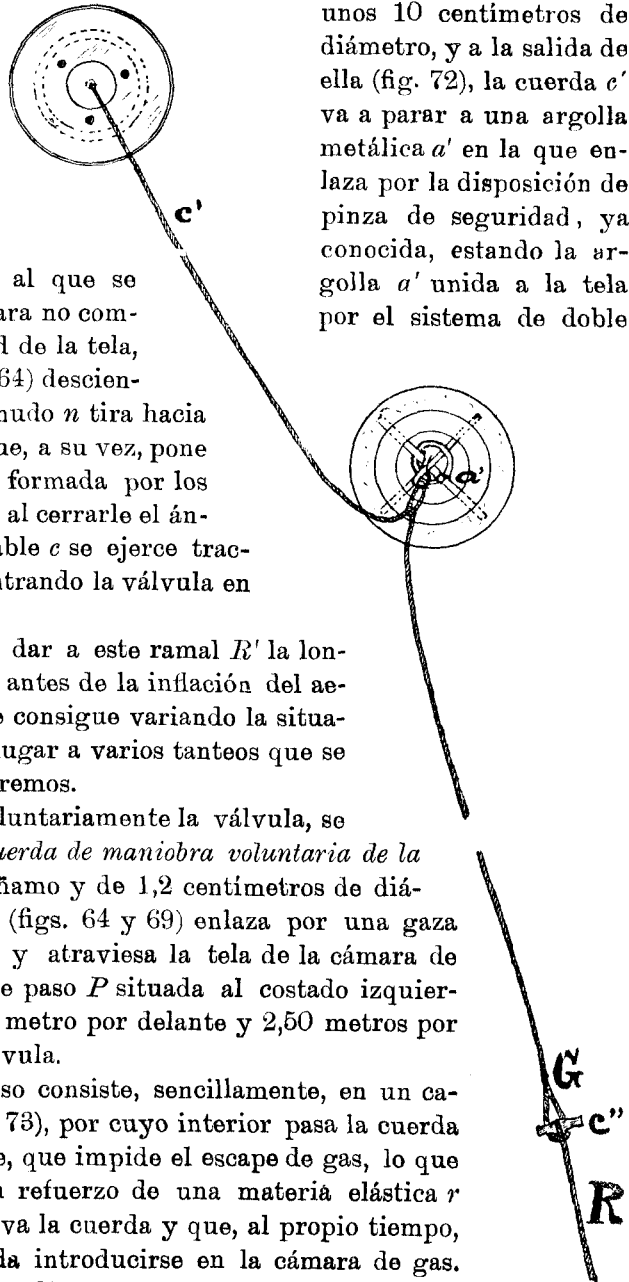 unos 10 centímetros de
diámetro, y a la salida de
ella (fig. 72), la cuerda c'
va a parar a una argolla
metálica a' en la que en-
laza por la disposición de
pinza de seguridad, ya
conocida, estando la ar-
golla a' unida a la tela
por el sistema de doble
c'
al que se
ara no com-
d de la tela,
64) descien-
nudo n tira hacia
ue, a su vez, pone
formada por los
al cerrarle el án-
able c se ejerce trac-
ntrando la válvula en
a'
dar a este ramal R' la lon-
antes de la inflación del ae-
e consigue variando la situa-
lugar a varios tanteos que se
remos.
luntariamente la válvula, se
uerda de maniobra voluntaria de la
ñamo y de 1,2 centímetros de diá-
(figs. 64 y 69) enlaza por una gaza
y atraviesa la tela de la cámara de
e paso P situada al costado izquier-
metro por delante y 2,50 metros por
vula.
so consiste, sencillamente, en un ca-
73), por cuyo interior pasa la cuerda
e, que impide el escape de gas, lo que
n refuerzo de una materia elástica r
va la cuerda y que, al propio tiempo,
da introducirse en la cámara de gas.
G
c"
R